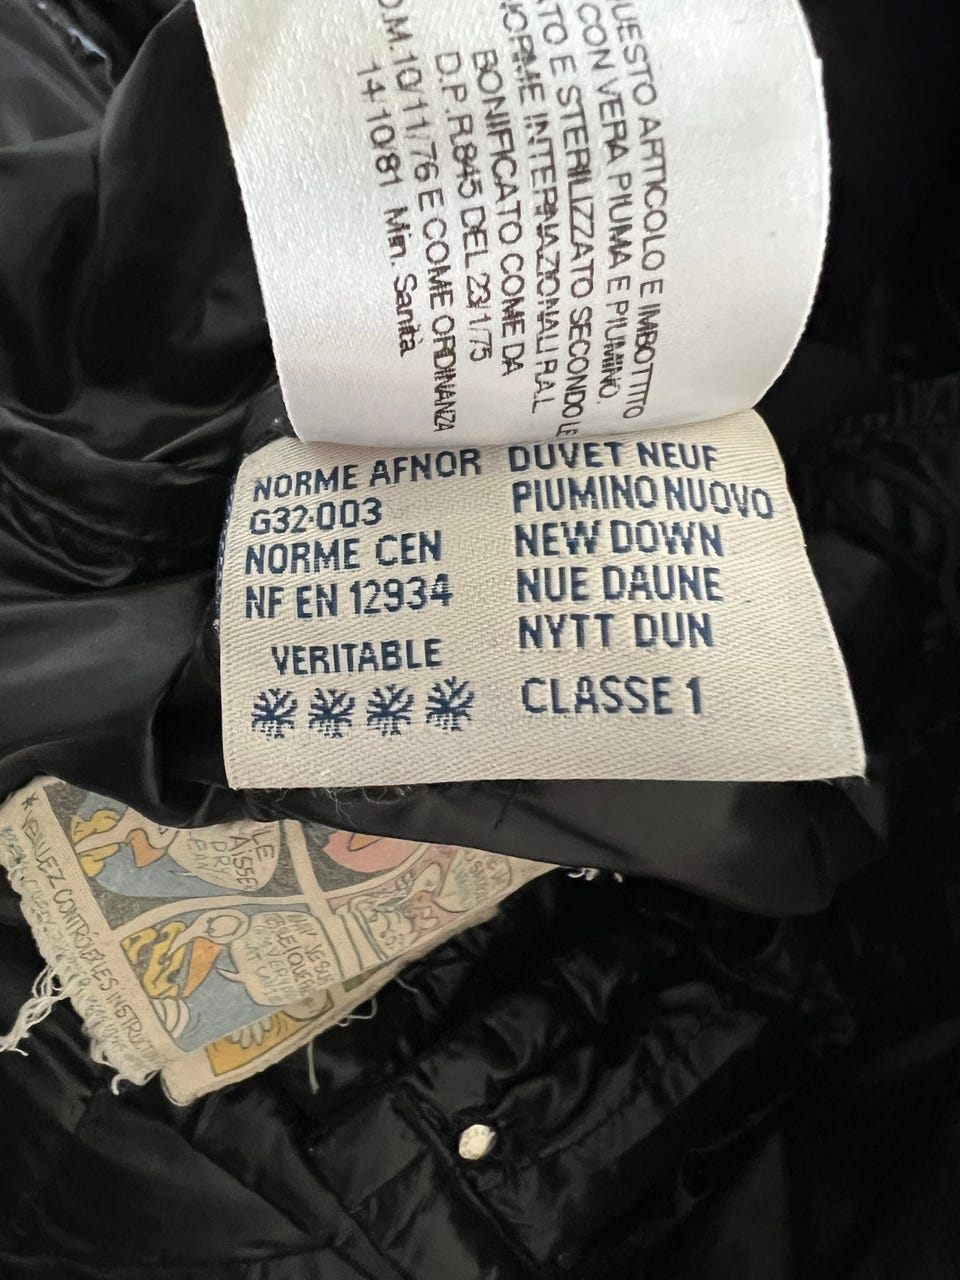 QUESTO ARTICOLO E IMBOTTITO
CON VERA PIUMA E PIUMINO,
TO E STERILIZZATO SECONDO LE
NORME INTERNAZIONALI R.A.L
BONIFICATO COME DA
D.P.R.845 DEL 23/1/75
D.M.10/11/76 E COME ORDINANZA
14/10/81 Min. Sanità
NORME AFNOR
G32-003
NORME CEN
NF EN 12934
VERITABLE
DUVET NEUF
PIUMINO NUOVO
NEW DOWN
NUE DAUNE
NYTT DUN
CLASSE 1